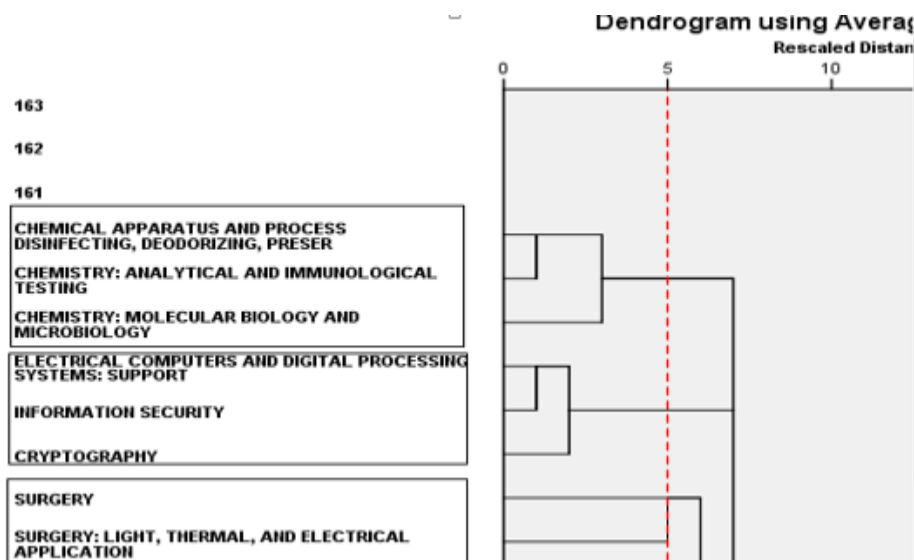 Dendrogram using Averag
Rescaled Distan
0 5 10
163
162
161
CHEMICAL APPARATUS AND PROCESS
DISINFECTING, DEODORIZING, PRESER
CHEMISTRY: ANALYTICAL AND IMMUNOLOGICAL
TESTING
CHEMISTRY: MOLECULAR BIOLOGY AND
MICROBIOLOGY
ELECTRICAL COMPUTERS AND DIGITAL PROCESSING
SYSTEMS: SUPPORT
INFORMATION SECURITY
CRYPTOGRAPHY
SURGERY
SURGERY: LIGHT, THERMAL, AND ELECTRICAL
APPLICATION